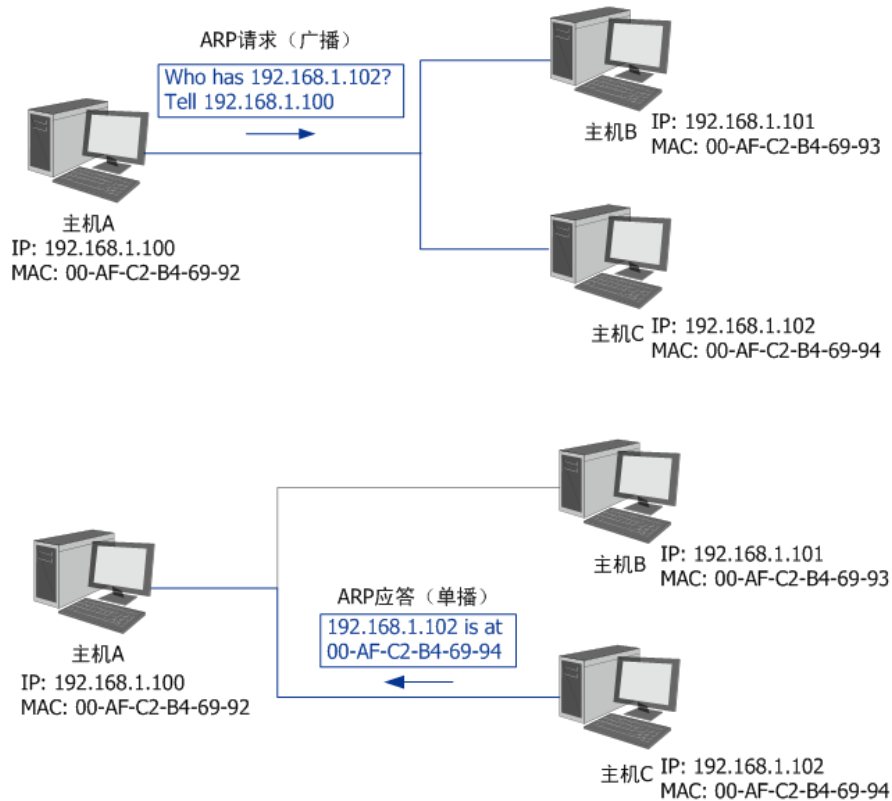 ARP请求（广播）
Who has 192.168.1.102?
Tell 192.168.1.100
主机A
IP: 192.168.1.100
MAC: 00-AF-C2-B4-69-92
主机B
IP: 192.168.1.101
MAC: 00-AF-C2-B4-69-93
主机C
IP: 192.168.1.102
MAC: 00-AF-C2-B4-69-94
ARP应答（单播）
192.168.1.102 is at
00-AF-C2-B4-69-94
主机A
IP: 192.168.1.100
MAC: 00-AF-C2-B4-69-92
主机B
IP: 192.168.1.101
MAC: 00-AF-C2-B4-69-93
主机C
IP: 192.168.1.102
MAC: 00-AF-C2-B4-69-94